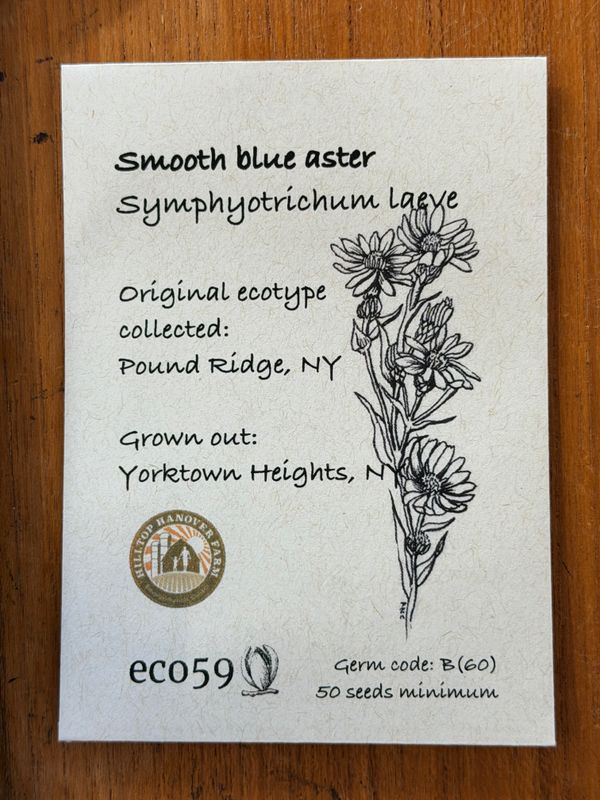 Smooth blue aster
Symphyotrichum laeve
Original ecotype
collected:
Pound Ridge, NY
Grown out:
Yorktown Heights, NY
HILLTOP HANOVER FARM
eco59
Germ code: B(60)
50 seeds minimum